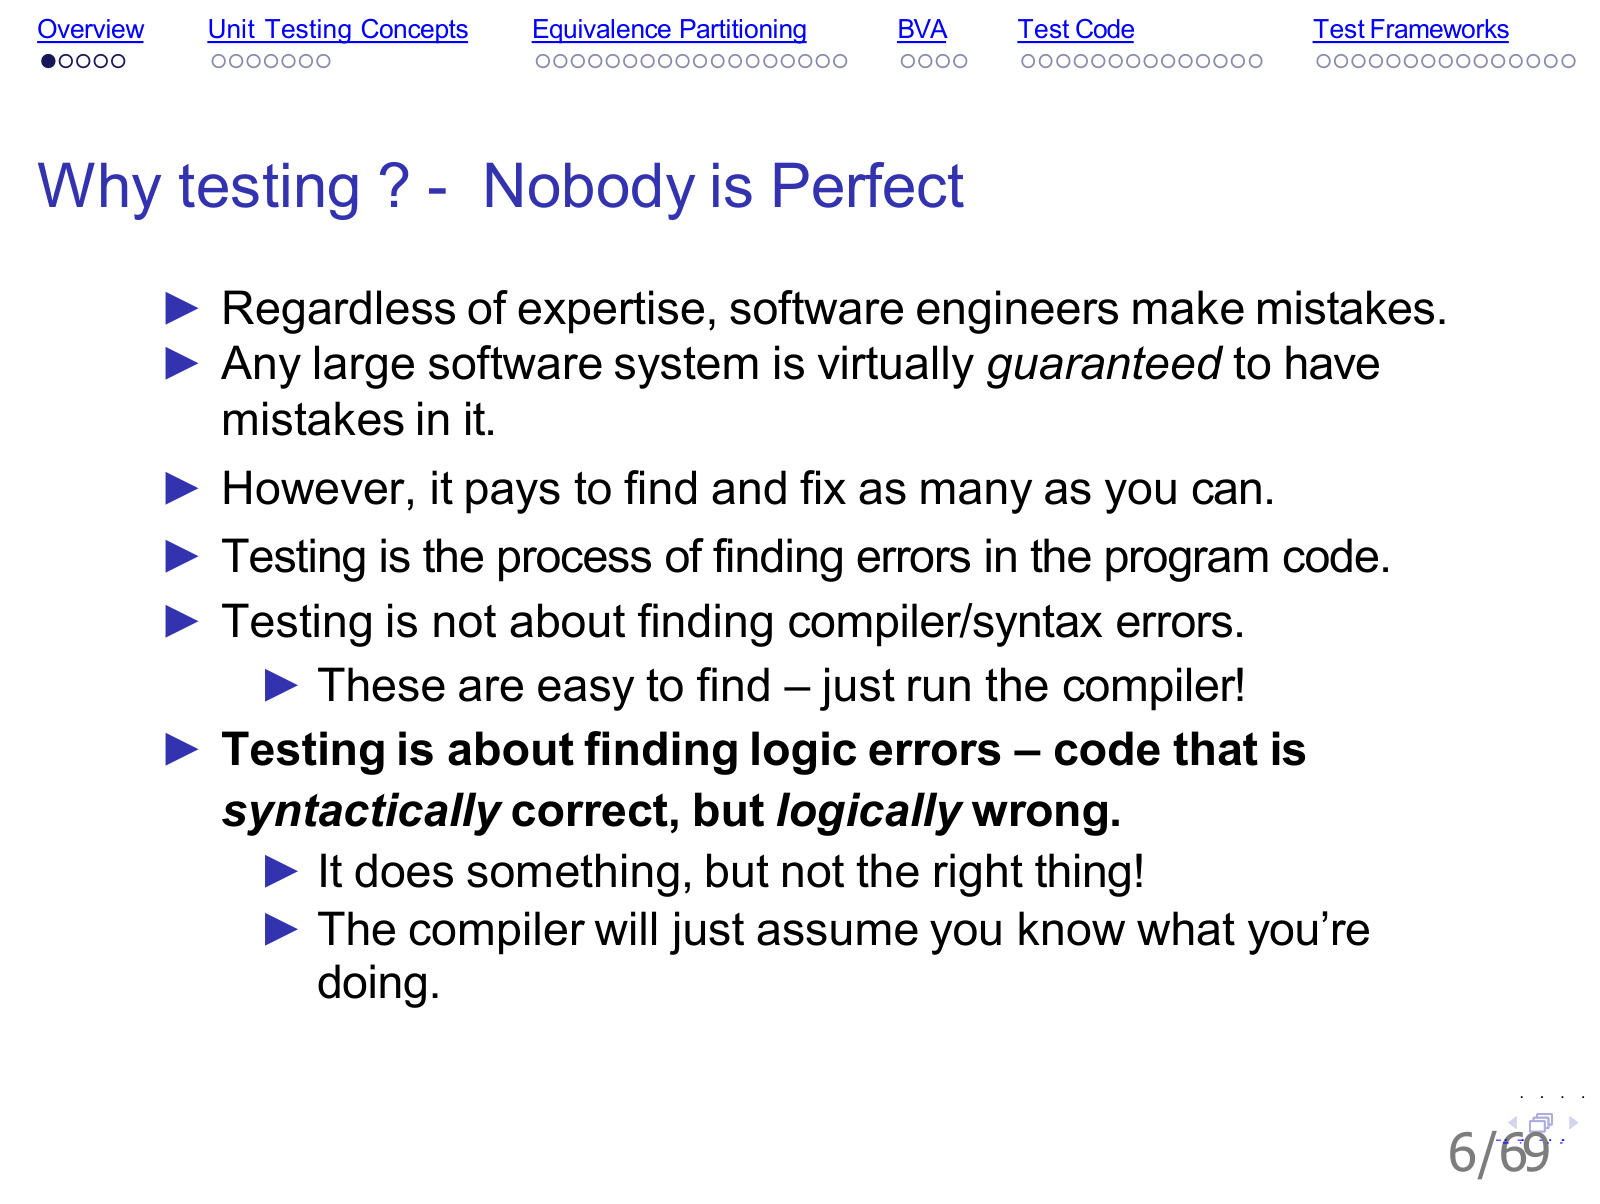 Overview Unit Testing Concepts Equivalence Partitioning BVA Test Code Test Frameworks
Why testing ? - Nobody is Perfect
Regardless of expertise, software engineers make mistakes.
Any large software system is virtually guaranteed to have
mistakes in it.
However, it pays to find and fix as many as you can.
Testing is the process of finding errors in the program code.
Testing is not about finding compiler/syntax errors.
These are easy to find – just run the compiler!
Testing is about finding logic errors – code that is
syntactically correct, but logically wrong.
It does something, but not the right thing!
The compiler will just assume you know what you’re
doing.
6/69